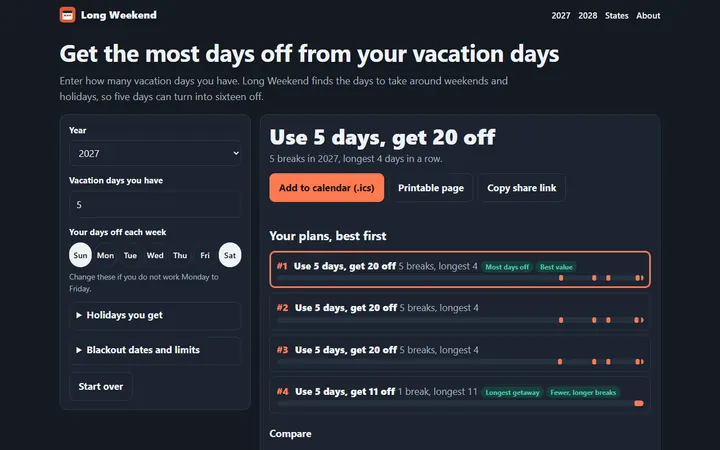 Long Weekend
2027 2028 States About
Get the most days off from your vacation days
Enter how many vacation days you have. Long Weekend finds the days to take around weekends and
holidays, so five days can turn into sixteen off.
Year
2027
Vacation days you have
5
Your days off each week
Sun Mon Tue Wed Thu Fri Sat
Change these if you do not work Monday to
Friday.
Holidays you get
Blackout dates and limits
Start over
Use 5 days, get 20 off
5 breaks in 2027, longest 4 days in a row.
Add to calendar (.ics) Printable page Copy share link
Your plans, best first
#1 Use 5 days, get 20 off 5 breaks, longest 4 Most days off Best value
#2 Use 5 days, get 20 off 5 breaks, longest 4
#3 Use 5 days, get 20 off 5 breaks, longest 4
#4 Use 5 days, get 11 off 1 break, longest 11 Longest getaway Fewer, longer breaks
Compare